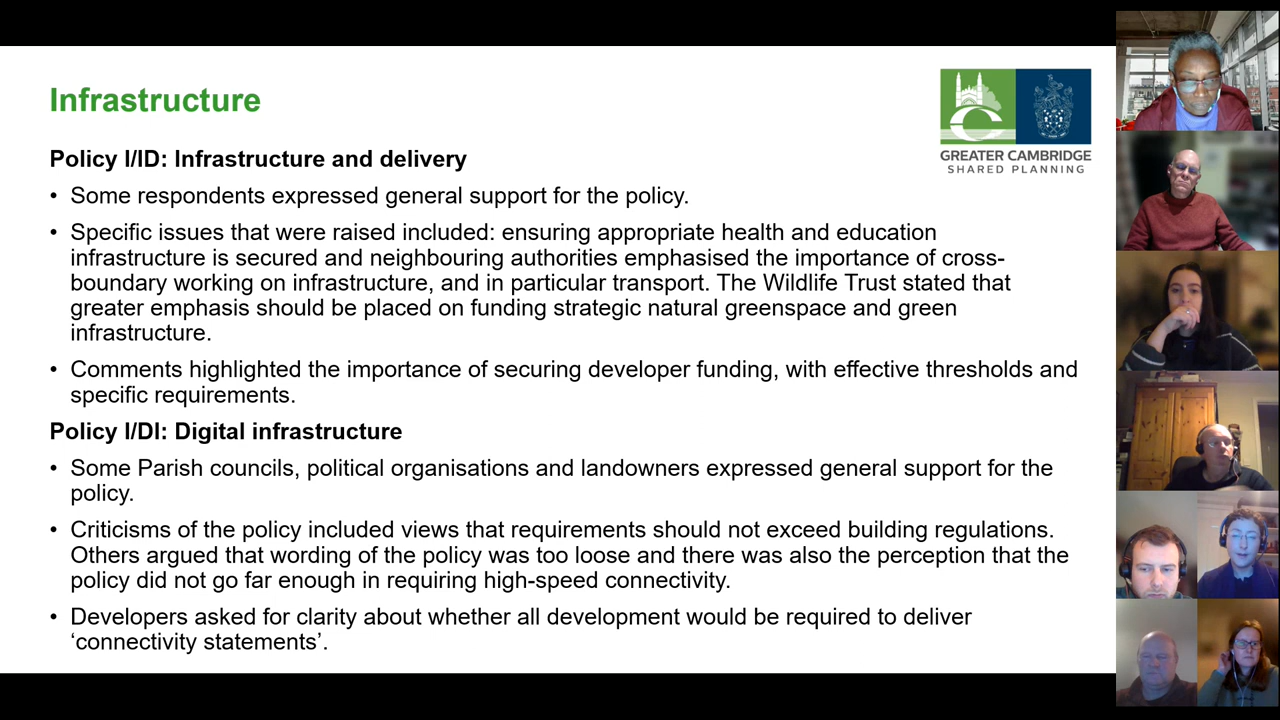 Infrastructure
GREATER CAMBRIDGE
SHARED PLANNING
Policy I/ID: Infrastructure and delivery
• Some respondents expressed general support for the policy.
• Specific issues that were raised included: ensuring appropriate health and education
infrastructure is secured and neighbouring authorities emphasised the importance of cross-
boundary working on infrastructure, and in particular transport. The Wildlife Trust stated that
greater emphasis should be placed on funding strategic natural greenspace and green
infrastructure.
• Comments highlighted the importance of securing developer funding, with effective thresholds and
specific requirements.
Policy I/DI: Digital infrastructure
• Some Parish councils, political organisations and landowners expressed general support for the
policy.
• Criticisms of the policy included views that requirements should not exceed building regulations.
Others argued that wording of the policy was too loose and there was also the perception that the
policy did not go far enough in requiring high-speed connectivity.
• Developers asked for clarity about whether all development would be required to deliver
‘connectivity statements’.